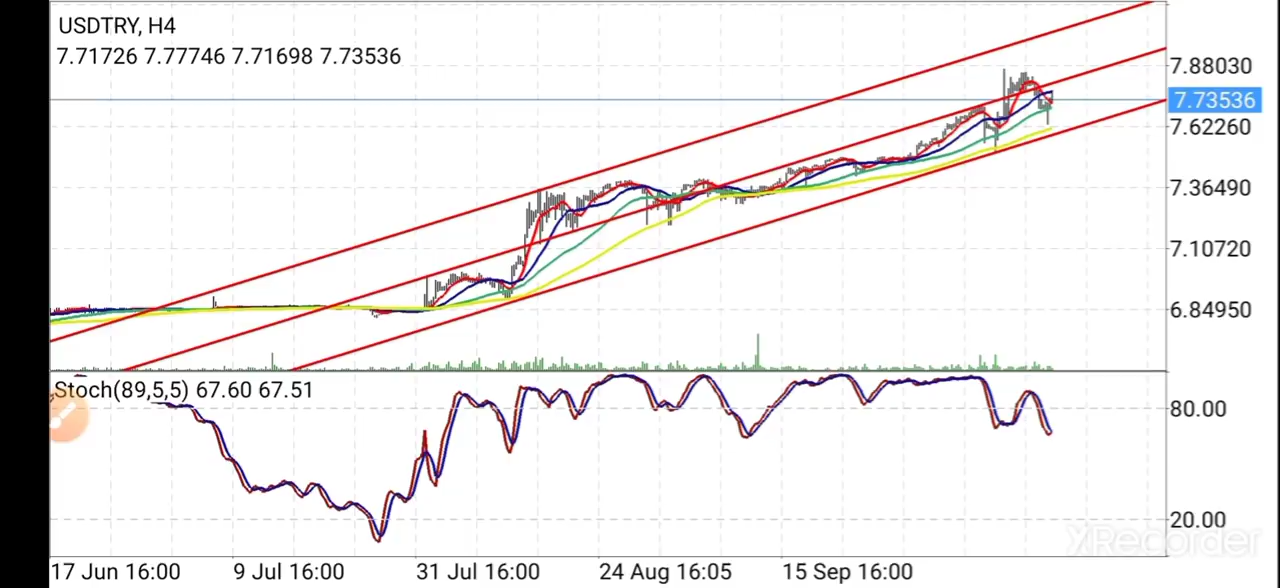 USDTRY, H4
7.71726 7.77746 7.71698 7.73536
7.88030
7.73536
7.62260
7.36490
7.10720
6.84950
Stoch(89,5,5) 67.60 67.51
80.00
20.00
XRecorder
17 Jun 16:00 9 Jul 16:00 31 Jul 16:00 24 Aug 16:05 15 Sep 16:00